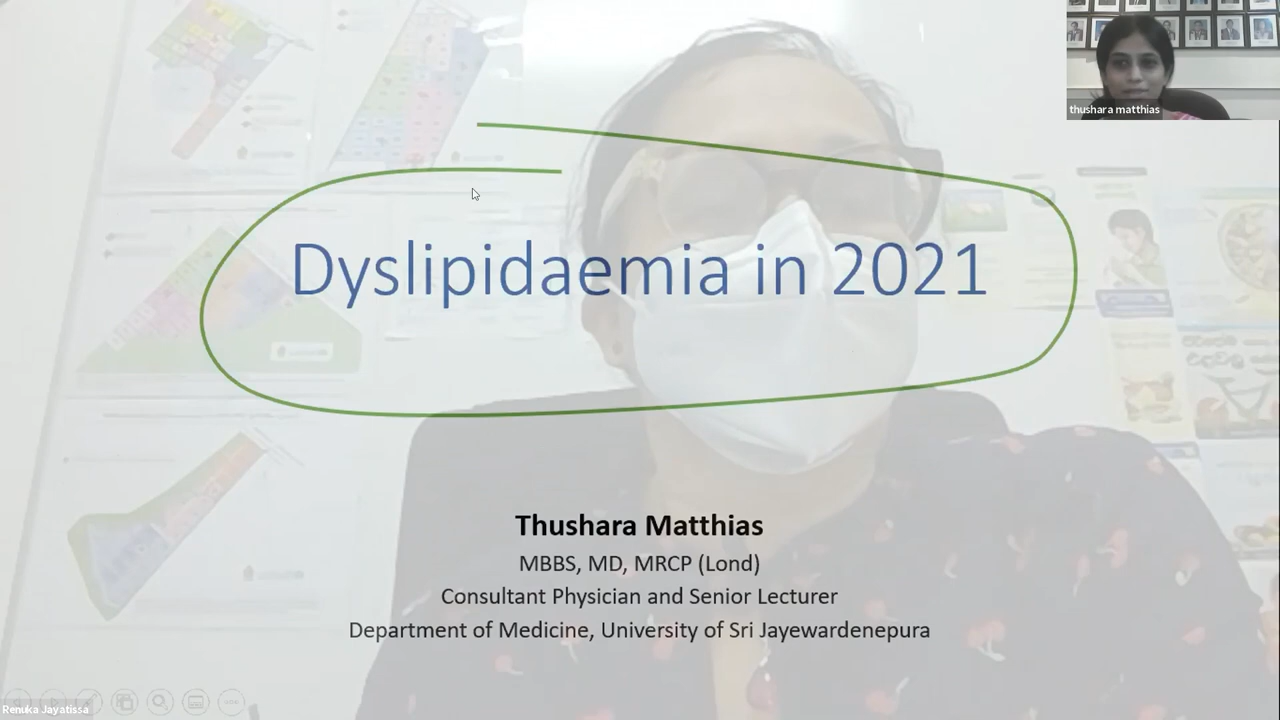 thushara matthias
Dyslipidaemia in 2021
Thushara Matthias
MBBS, MD, MRCP (Lond)
Consultant Physician and Senior Lecturer
Department of Medicine, University of Sri Jayewardenepura
Renuka Jayatissa